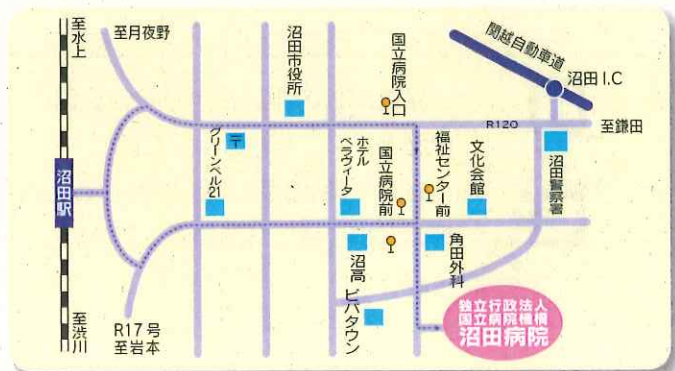 至水上
至月夜野
沼田市役所
国立病院入口
関越自動車道
沼田I.C
R120
至鎌田
グリーンベル21
〒
ホテル
ベラヴィータ
国立病院前
福祉センター前
文化会館
沼田警察署
沼田駅
沼高
角田外科
ビバタウン
R17号
至岩本
至渋川
独立行政法人
国立病院機構
沼田病院